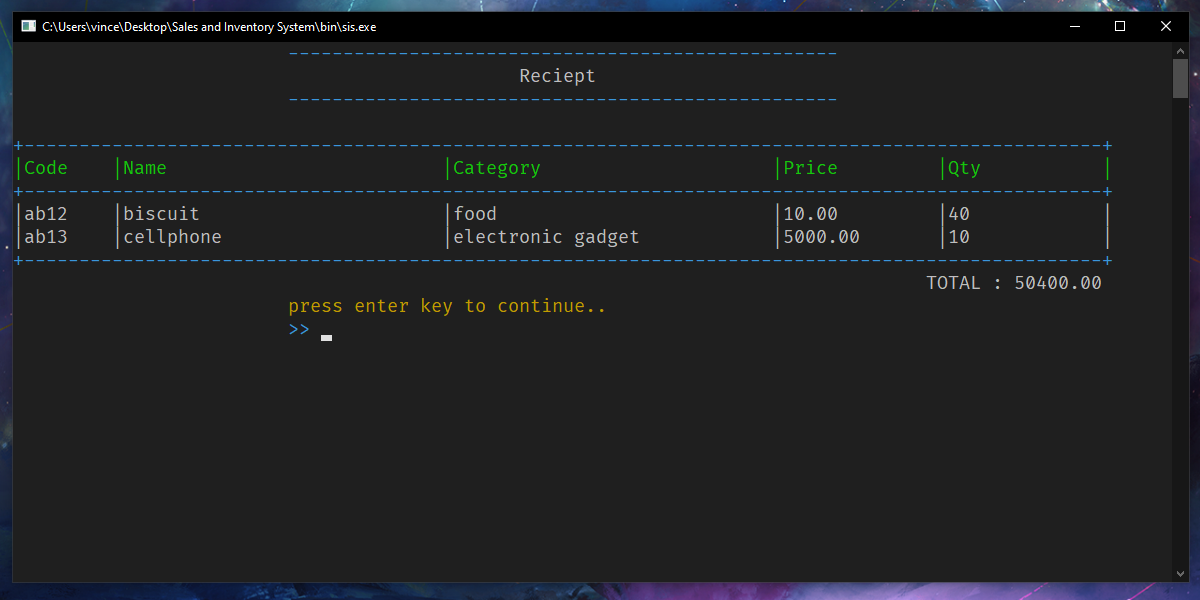 C:\Users\vince\Desktop\Sales and Inventory System\bin\sis.exe
-------------------------------------------------- 
Reciept
--------------------------------------------------
+---------------------------------------------------------------------------------------------------+
|Code |Name |Category |Price |Qty |
+---------------------------------------------------------------------------------------------------+
|ab12 |biscuit |food |10.00 |40 |
|ab13 |cellphone |electronic gadget |5000.00 |10 |
+---------------------------------------------------------------------------------------------------+
TOTAL : 50400.00
press enter key to continue..
>> _